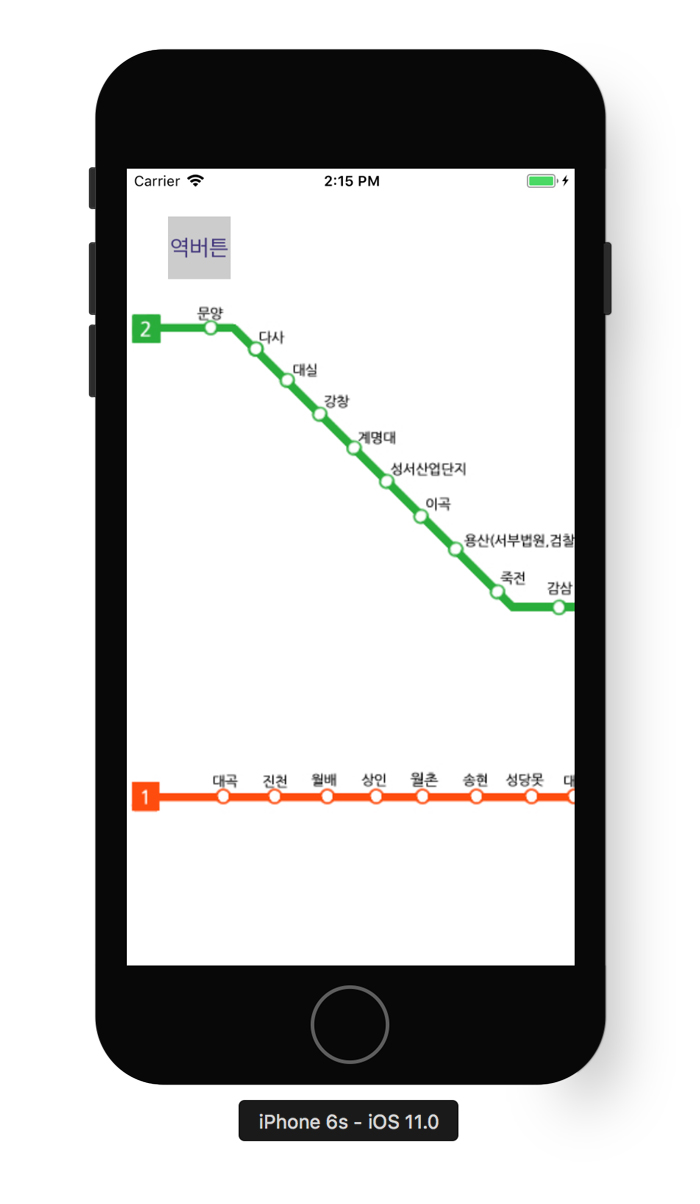 Carrier 2:15 PM
역버튼
문양
2
다사
대실
강창
계명대
성서산업단지
이곡
용산(서부법원,검찰
죽전
감삼
대곡 진천 월배 상인 월촌 송현 성당못 대
1
iPhone 6s - iOS 11.0